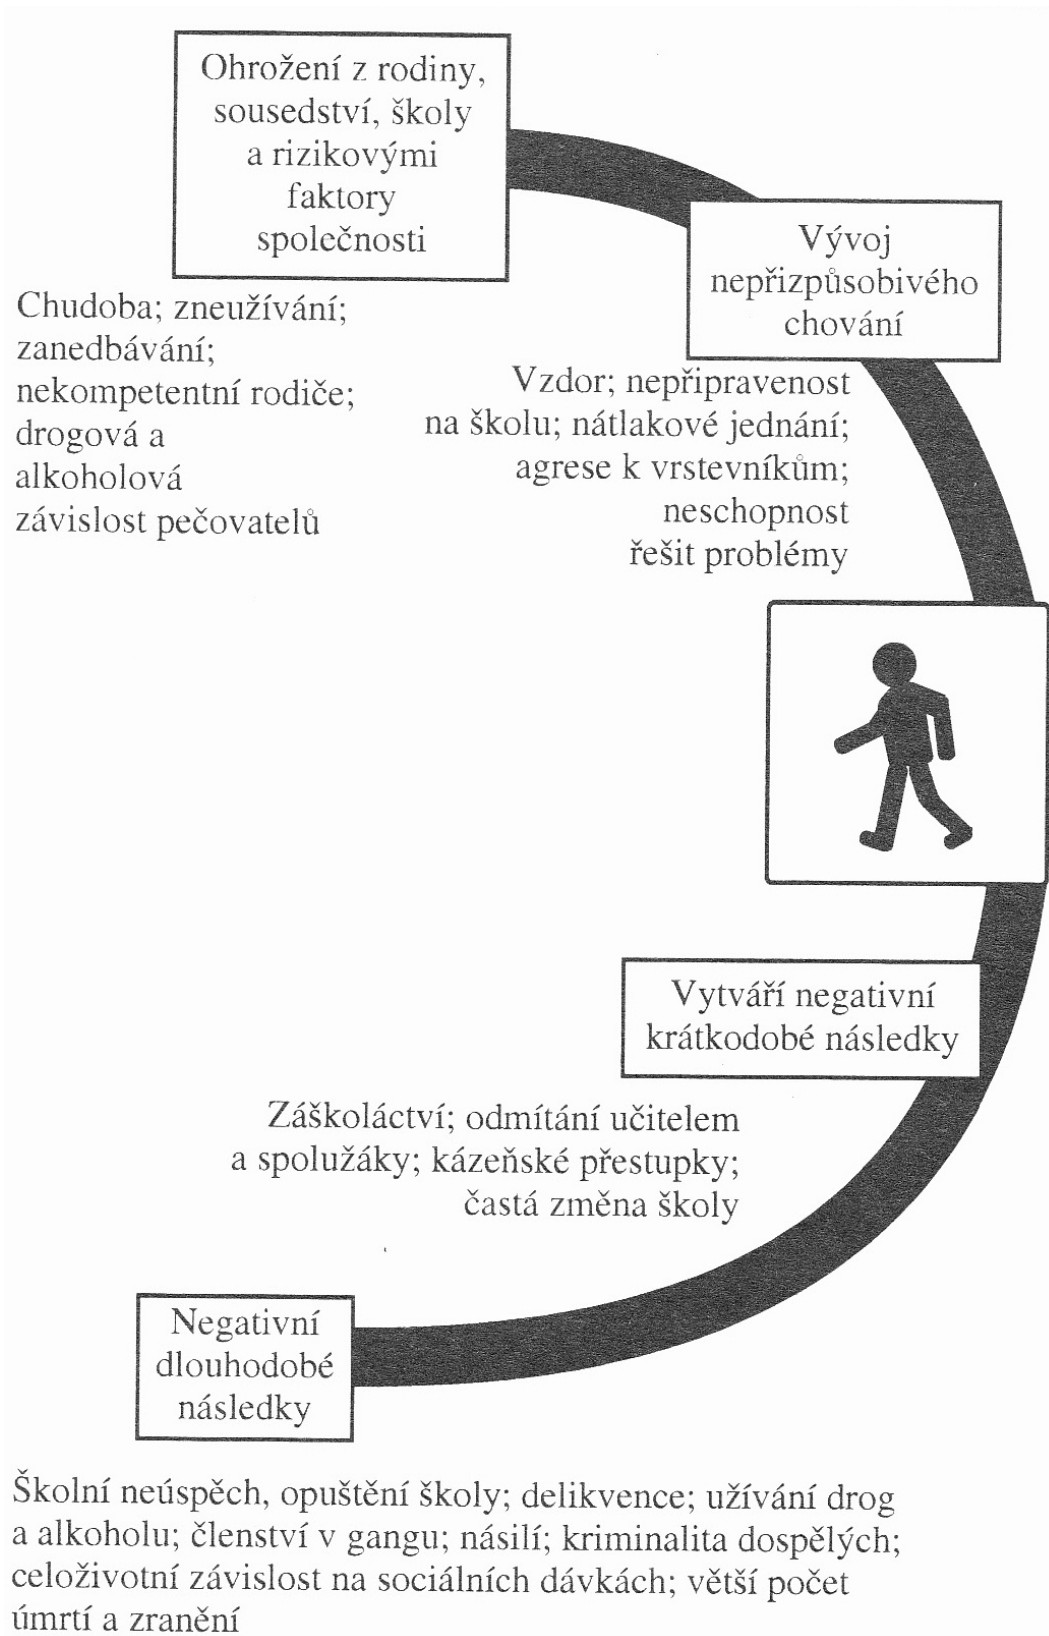 Ohrožení z rodiny,
sousedství, školy
a rizikovými
faktory
společnosti
Chudoba; zneužívání;
zanedbávání;
nekompetentní rodiče;
drogová a
alkoholová
závislost pečovatelů
Vývoj
nepřizpůsobivého
chování
Vzdor; nepřipravenost
na školu; nátlakové jednání;
agrese k vrstevníkům;
neschopnost
řešit problémy
Vytváří negativní
krátkodobé následky
Záškoláctví; odmítání učitelem
a spolužáky; kázeňské přestupky;
častá změna školy
Negativní
dlouhodobé
následky
Školní neúspěch, opuštění školy; delikvence; užívání drog
a alkoholu; členství v gangu; násilí; kriminalita dospělých;
celoživotní závislost na sociálních dávkách; větší počet
úmrtí a zranění